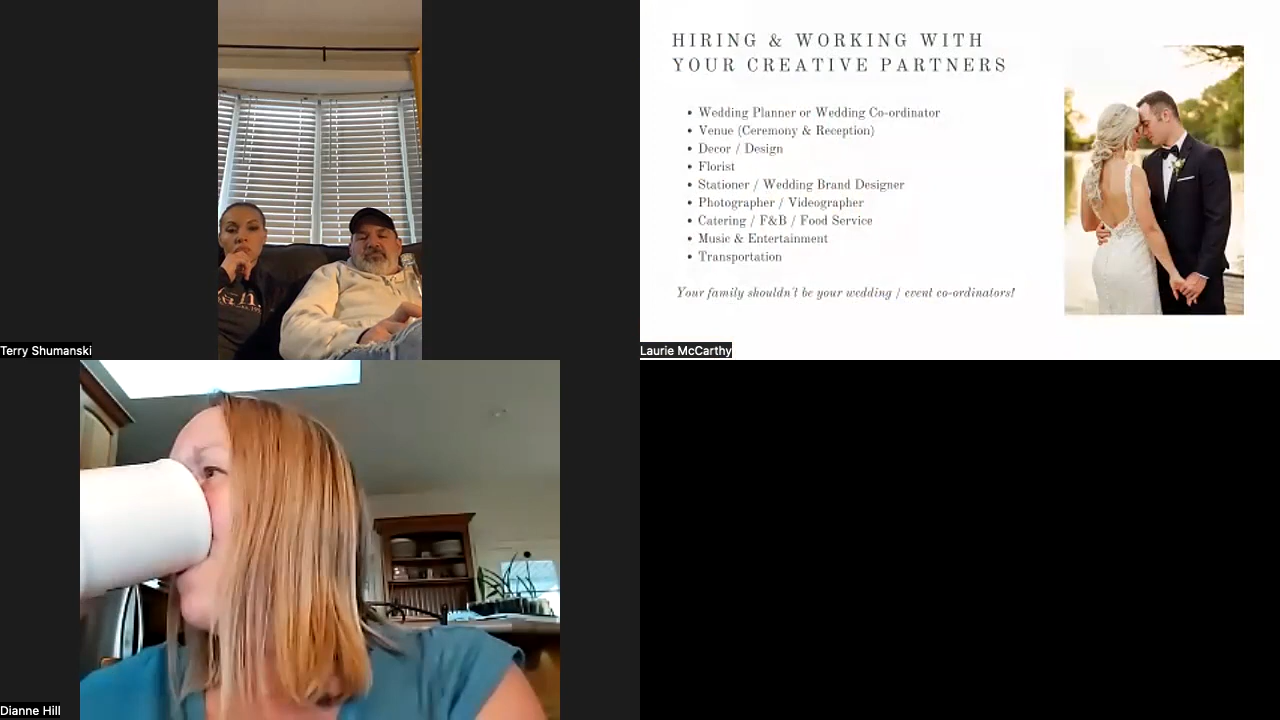 HIRING & WORKING WITH
YOUR CREATIVE PARTNERS
• Wedding Planner or Wedding Co-ordinator
• Venue (Ceremony & Reception)
• Decor / Design
• Florist
• Stationer / Wedding Brand Designer
• Photographer / Videographer
• Catering / F&B / Food Service
• Music & Entertainment
• Transportation
Your family shouldn't be your wedding / event co-ordinators!
Terry Shumanski
Laurie McCarthy
Dianne Hill